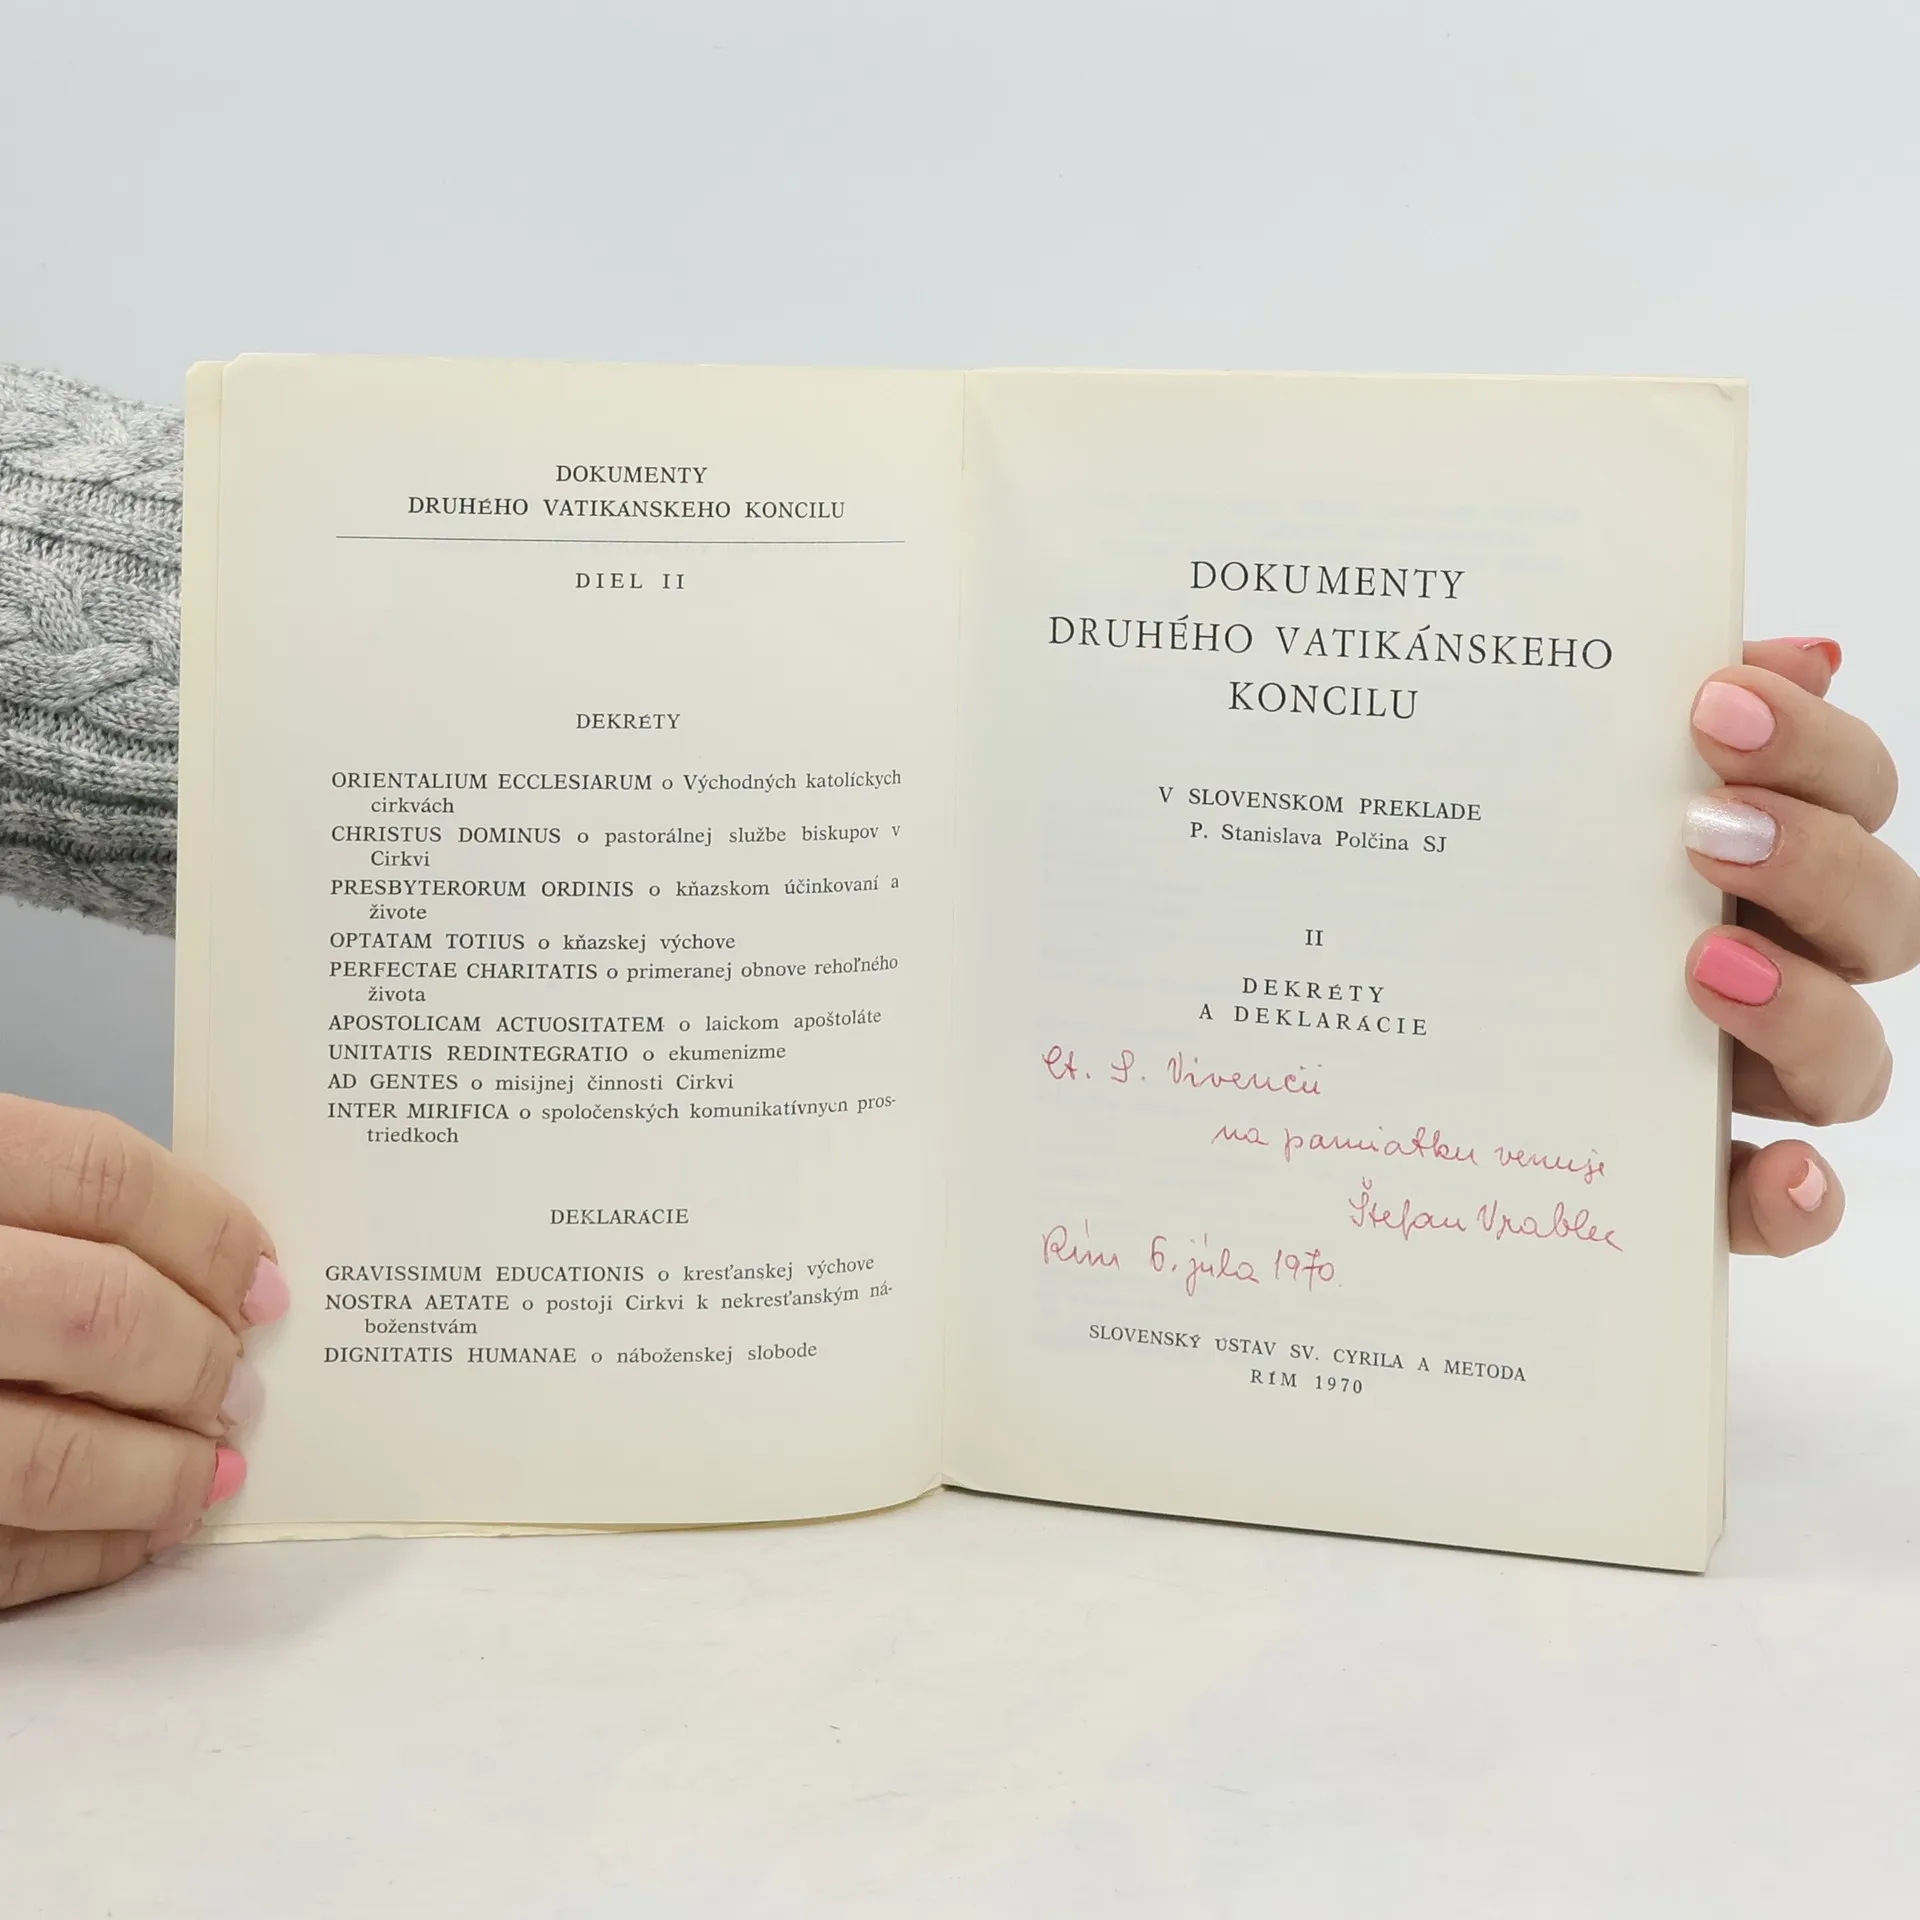 DOKUMENTY
DRUHÉHO VATIKÁNSKEHO KONCILU
DIEL II
DEKRÉTY
ORIENTALIUM ECCLESIARUM o Východných katolíckych
cirkvách
CHRISTUS DOMINUS o pastorálnej službe biskupov v
Cirkvi
PRESBYTERORUM ORDINIS o kňazskom účinkovaní a
živote
OPTATAM TOTIUS o kňazskej výchove
PERFECTAE CHARITATIS o primeranej obnove rehoľného
života
APOSTOLICAM ACTUOSITATEM o laickom apoštoláte
UNITATIS REDINTEGRATIO o ekumenizme
AD GENTES o misijnej činnosti Cirkvi
INTER MIRIFICA o spoločenských komunikatívnych pros-
triedkoch
DEKLARÁCIE
GRAVISSIMUM EDUCATIONIS o kresťanskej výchove
NOSTRA AETATE o postoji Cirkvi k nekresťanským ná-
boženstvám
DIGNITATIS HUMANAE o náboženskej slobode
DOKUMENTY
DRUHÉHO VATIKÁNSKEHO
KONCILU
V SLOVENSKOM PREKLADE
P. Stanislava Polčina SJ
II
DEKRÉTY
A DEKLARÁCIE
Ct. S. Vivencii
na pamiatku venuje
Štefan Vrablec
Rím 6. júla 1970.
SLOVENSKÝ ÚSTAV SV. CYRILA A METODA
RÍM 1970